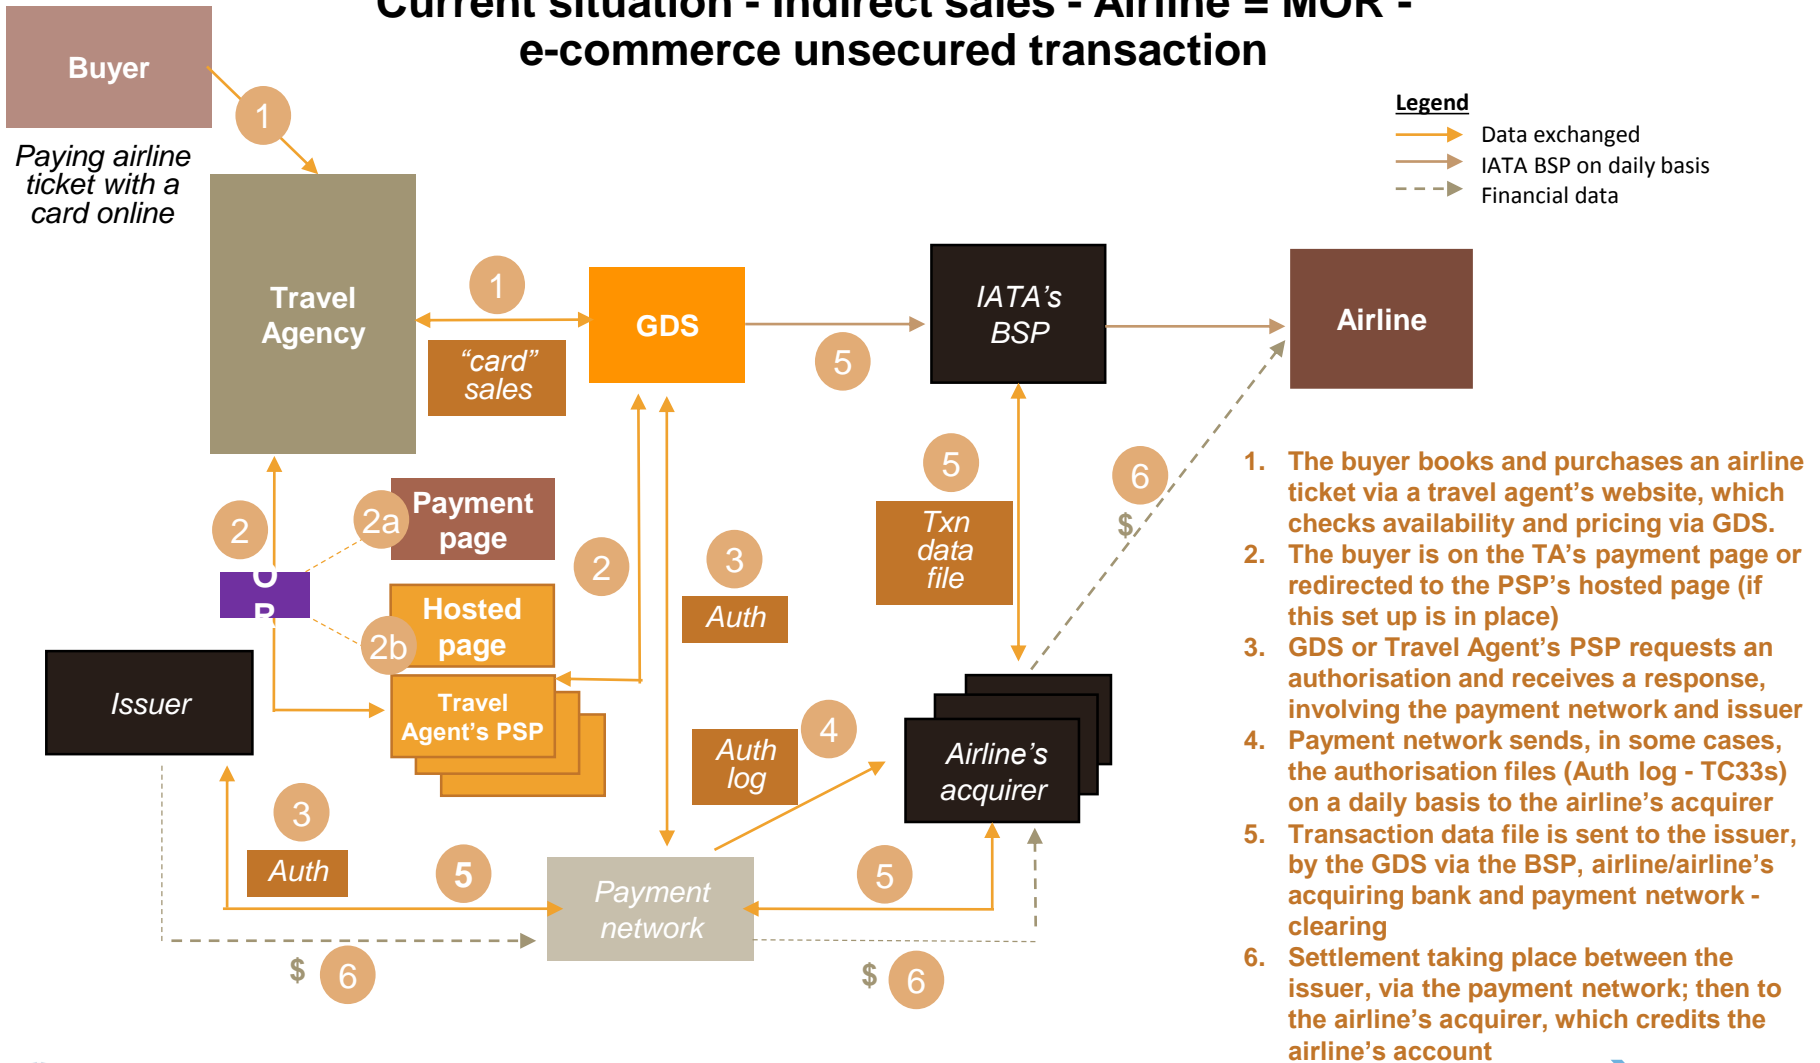 Current situation - Indirect sales - Airline = MOR -
e-commerce unsecured transaction
Buyer
Paying airline
ticket with a
card online
1
Legend
Data exchanged
IATA BSP on daily basis
Financial data
Travel
Agency
1
"card"
sales
GDS
5
IATA's
BSP
Airline
2
2a
Payment
page
O
R
2b
Hosted
page
Travel
Agent's PSP
2
3
Auth
5
Txn
data
file
6
$
Issuer
3
Auth
5
Auth
log
4
Airline's
acquirer
Payment
network
5
$
6
$
6
1. The buyer books and purchases an airline
ticket via a travel agent's website, which
checks availability and pricing via GDS.
2. The buyer is on the TA's payment page or
redirected to the PSP's hosted page (if
this set up is in place)
3. GDS or Travel Agent's PSP requests an
authorisation and receives a response,
involving the payment network and issuer
4. Payment network sends, in some cases,
the authorisation files (Auth log - TC33s)
on a daily basis to the airline's acquirer
5. Transaction data file is sent to the issuer,
by the GDS via the BSP, airline/airline's
acquiring bank and payment network -
clearing
6. Settlement taking place between the
issuer, via the payment network; then to
the airline's acquirer, which credits the
airline's account